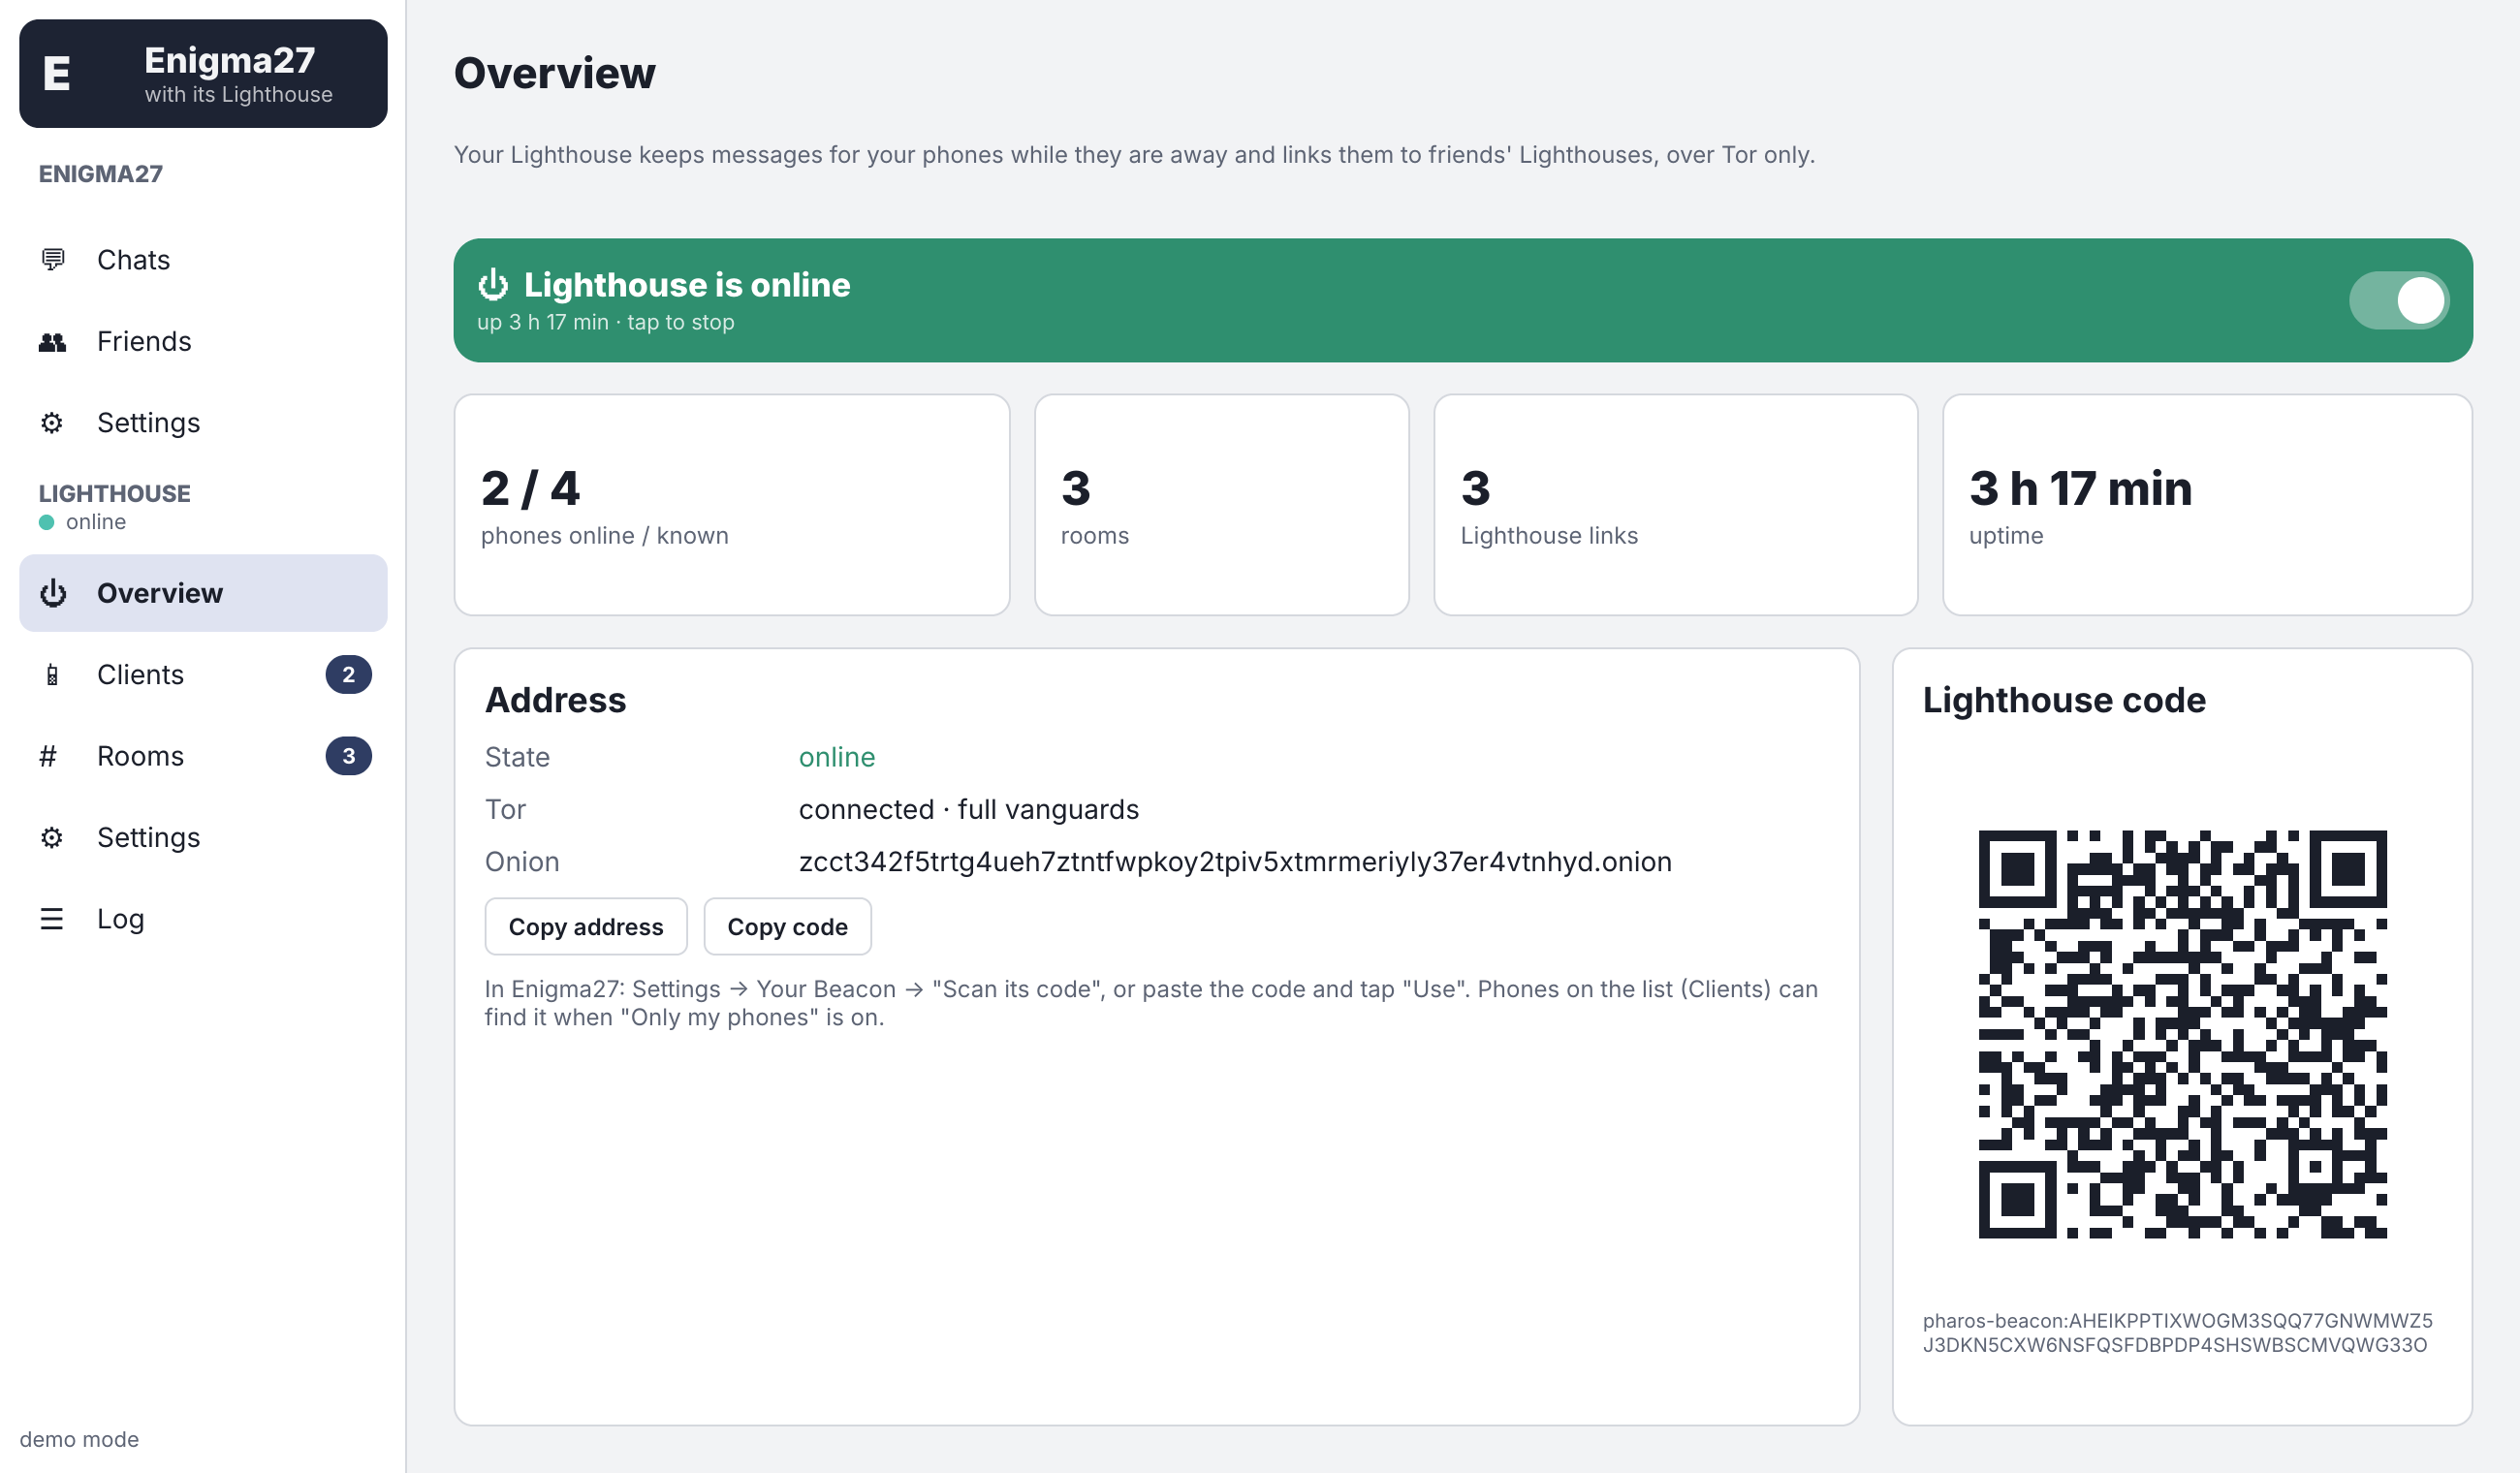 E
Enigma27
with its Lighthouse
ENIGMA27
Chats
Friends
Settings
LIGHTHOUSE
online
Overview
Clients 2
# Rooms 3
Settings
Log
demo mode
Overview
Your Lighthouse keeps messages for your phones while they are away and links them to friends' Lighthouses, over Tor only.
Lighthouse is online
up 3 h 17 min · tap to stop
2 / 4
phones online / known
3
rooms
3
Lighthouse links
3 h 17 min
uptime
Address
State online
Tor connected · full vanguards
Onion zcct342f5trtg4ueh7ztntfwpkoy2tpiv5xtmrmeriyly37er4vtnhyd.onion
Copy address Copy code
In Enigma27: Settings → Your Beacon → "Scan its code", or paste the code and tap "Use". Phones on the list (Clients) can
find it when "Only my phones" is on.
Lighthouse code
pharos-beacon:AHEIKPPTIXWOGM3SQQ77GNWMWZ5
J3DKN5CXW6NSFQSFDBPDP4SHSWBSCMVQWG33O